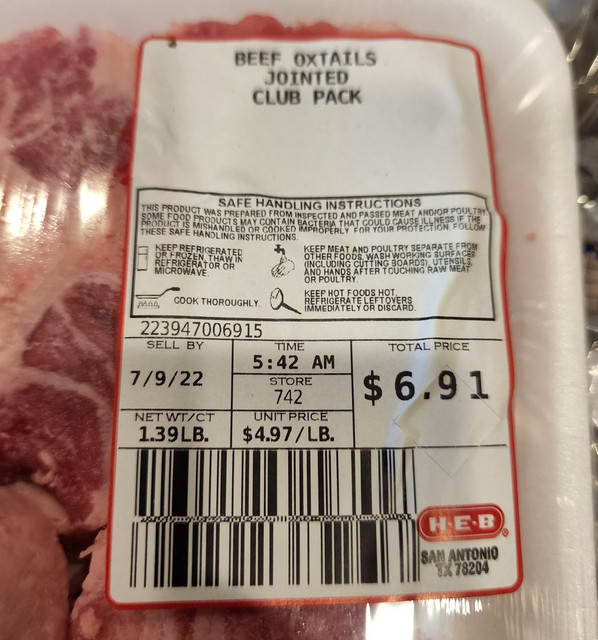 BEEF OXTAILS
JOINTED
CLUB PACK
SAFE HANDLING INSTRUCTIONS
THIS PRODUCT WAS PREPARED FROM INSPECTED AND PASSED MEAT AND/OR POULTRY.
SOME FOOD PRODUCTS MAY CONTAIN BACTERIA THAT COULD CAUSE ILLNESS IF THE
PRODUCT IS MISHANDLED OR COOKED IMPROPERLY. FOR YOUR PROTECTION, FOLLOW
THESE SAFE HANDLING INSTRUCTIONS.
KEEP REFRIGERATED
OR FROZEN, THAW IN
REFRIGERATOR OR
MICROWAVE.
KEEP MEAT AND POULTRY SEPARATE FROM
OTHER FOODS. WASH WORKING SURFACES
(INCLUDING CUTTING BOARDS), UTENSILS,
AND HANDS AFTER TOUCHING RAW MEAT
OR POULTRY.
COOK THOROUGHLY.
KEEP HOT FOODS HOT.
REFRIGERATE LEFTOVERS
IMMEDIATELY OR DISCARD.
223947006915
SELL BY
7/9/22
TIME
5:42 AM
STORE
742
TOTAL PRICE
$6.91
NET WT/CT
1.39LB.
UNIT PRICE
$4.97/LB.
H-E-B®
SAN ANTONIO
TX 78204